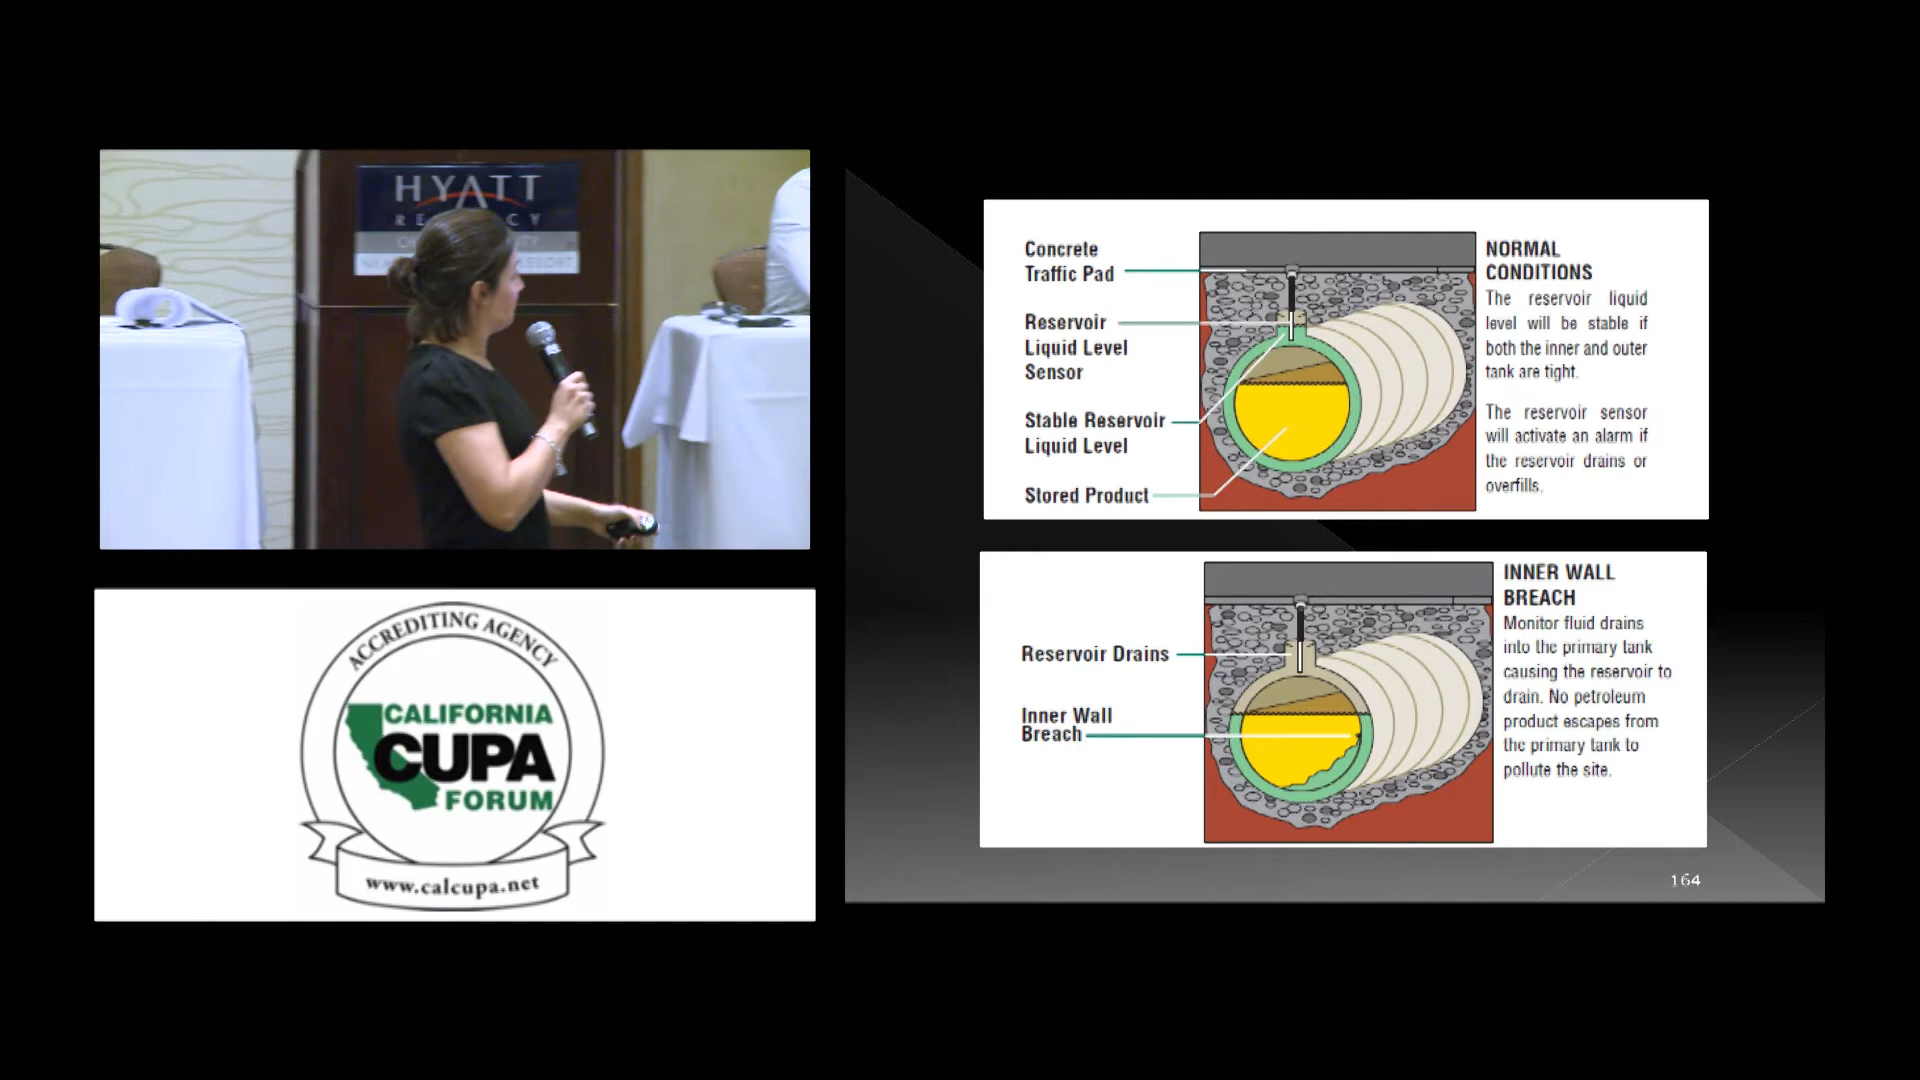 HYATT
ACCREDITING AGENCY
CALIFORNIA
CUPA
FORUM
www.calcupa.net
Concrete
Traffic Pad
Reservoir
Liquid Level
Sensor
Stable Reservoir
Liquid Level
Stored Product
NORMAL
CONDITIONS
The reservoir liquid
level will be stable if
both the inner and outer
tank are tight.
The reservoir sensor
will activate an alarm if
the reservoir drains or
overfills.
Reservoir Drains
Inner Wall
Breach
INNER WALL
BREACH
Monitor fluid drains
into the primary tank
causing the reservoir to
drain. No petroleum
product escapes from
the primary tank to
pollute the site.
164